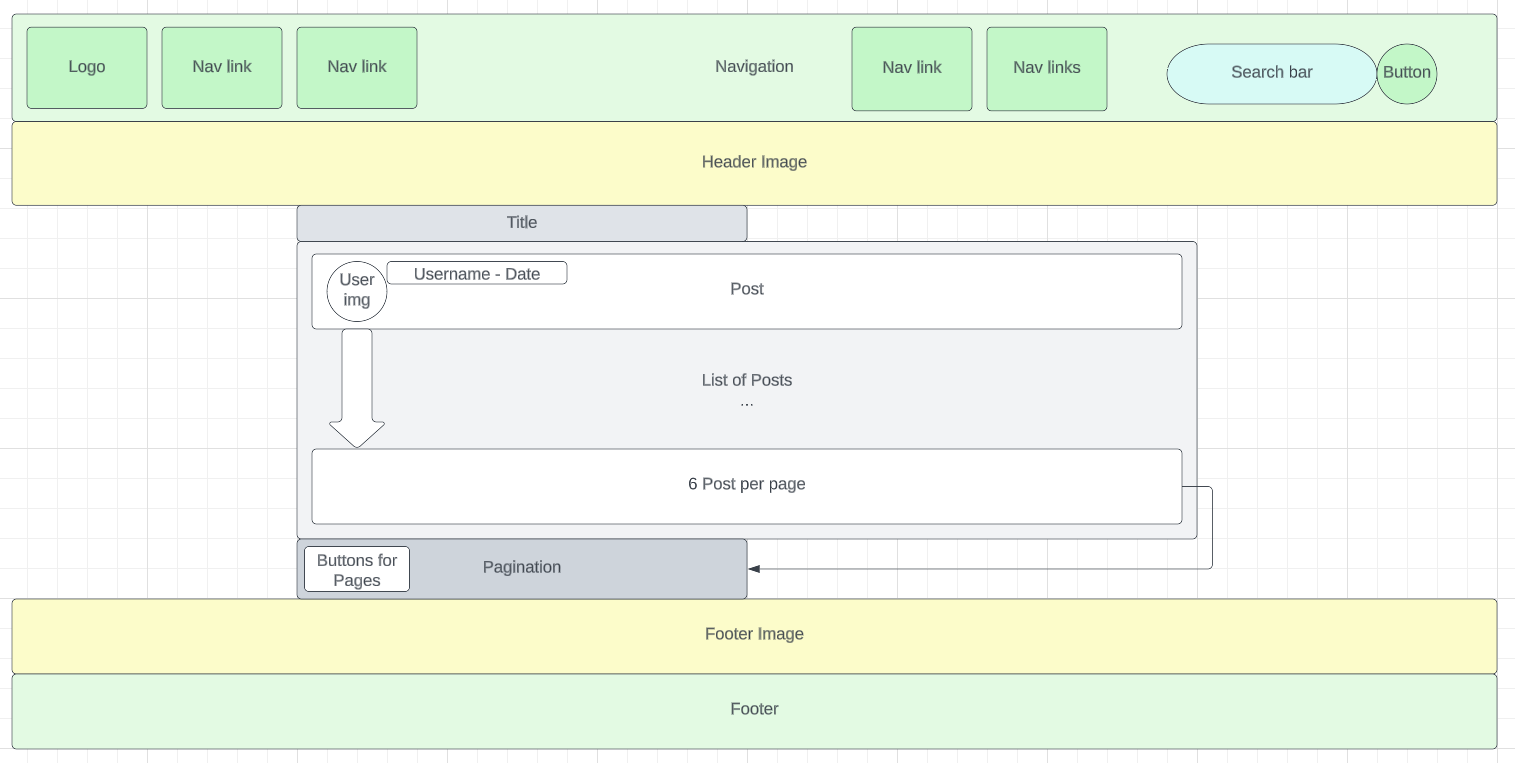 Logo
Nav link
Nav link
Navigation
Nav link
Nav links
Search bar
Button
Header Image
Title
User
img
Username - Date
Post
List of Posts
...
6 Post per page
Buttons for
Pages
Pagination
Footer Image
Footer